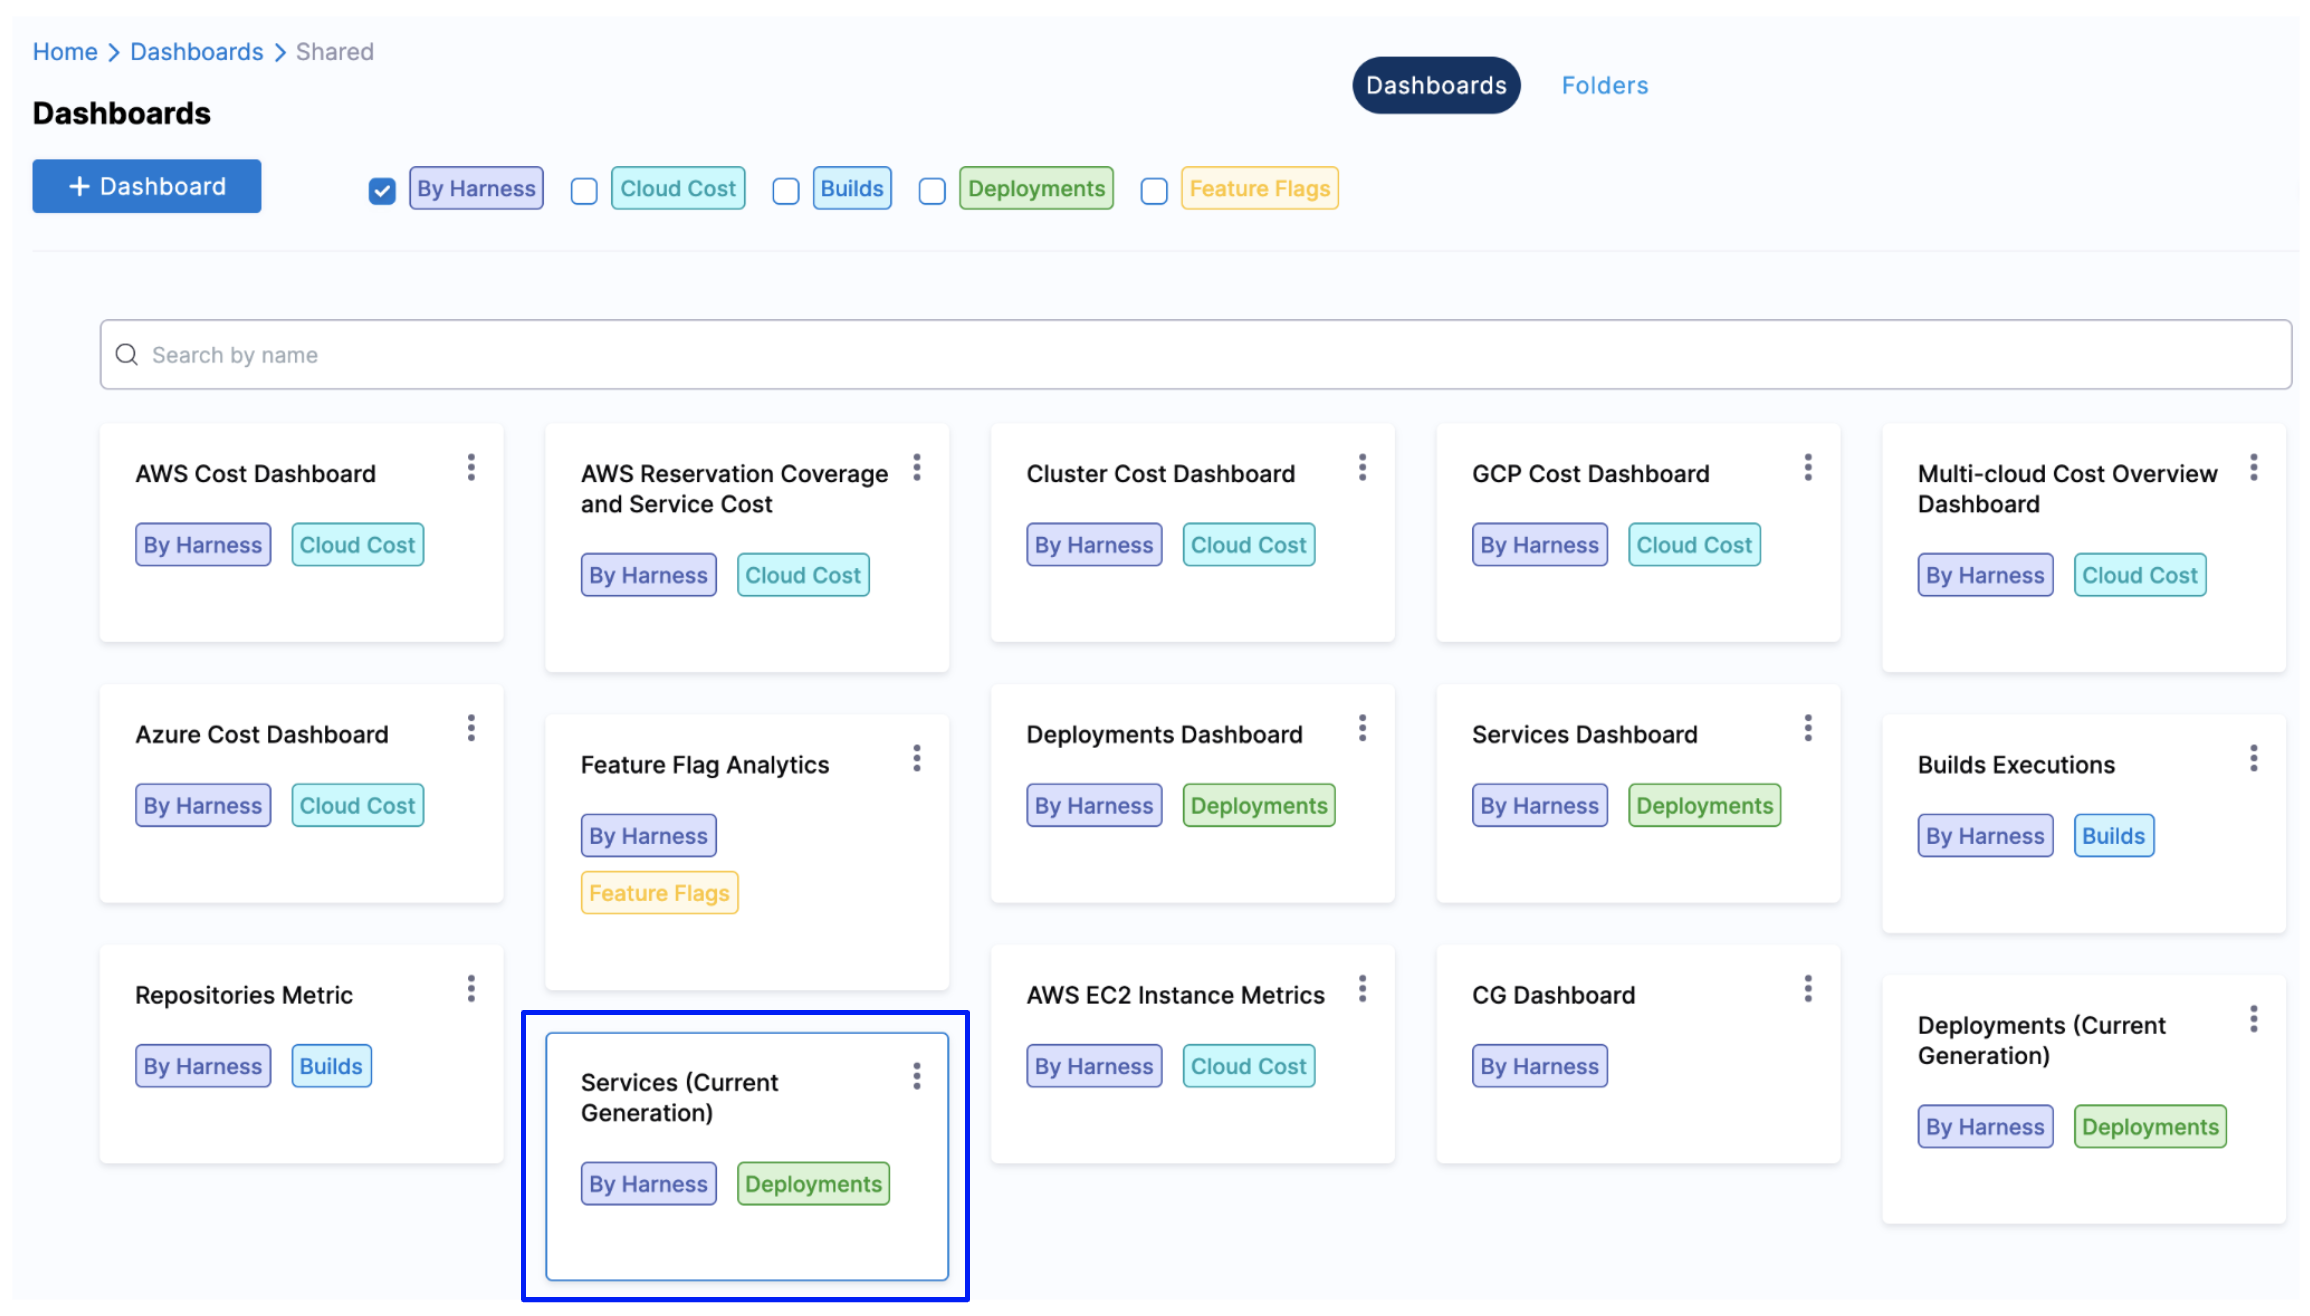 Home > Dashboards > Shared
Dashboards
Dashboards Folders
+ Dashboard
By Harness Cloud Cost Builds Deployments Feature Flags
Search by name
AWS Cost Dashboard
By Harness Cloud Cost
AWS Reservation Coverage
and Service Cost
By Harness Cloud Cost
Cluster Cost Dashboard
By Harness Cloud Cost
GCP Cost Dashboard
By Harness Cloud Cost
Multi-cloud Cost Overview
Dashboard
By Harness Cloud Cost
Azure Cost Dashboard
By Harness Cloud Cost
Feature Flag Analytics
By Harness
Feature Flags
Deployments Dashboard
By Harness Deployments
Services Dashboard
By Harness Deployments
Builds Executions
By Harness Builds
Repositories Metric
By Harness Builds
Services (Current
Generation)
By Harness Deployments
AWS EC2 Instance Metrics
By Harness Cloud Cost
CG Dashboard
By Harness
Deployments (Current
Generation)
By Harness Deployments